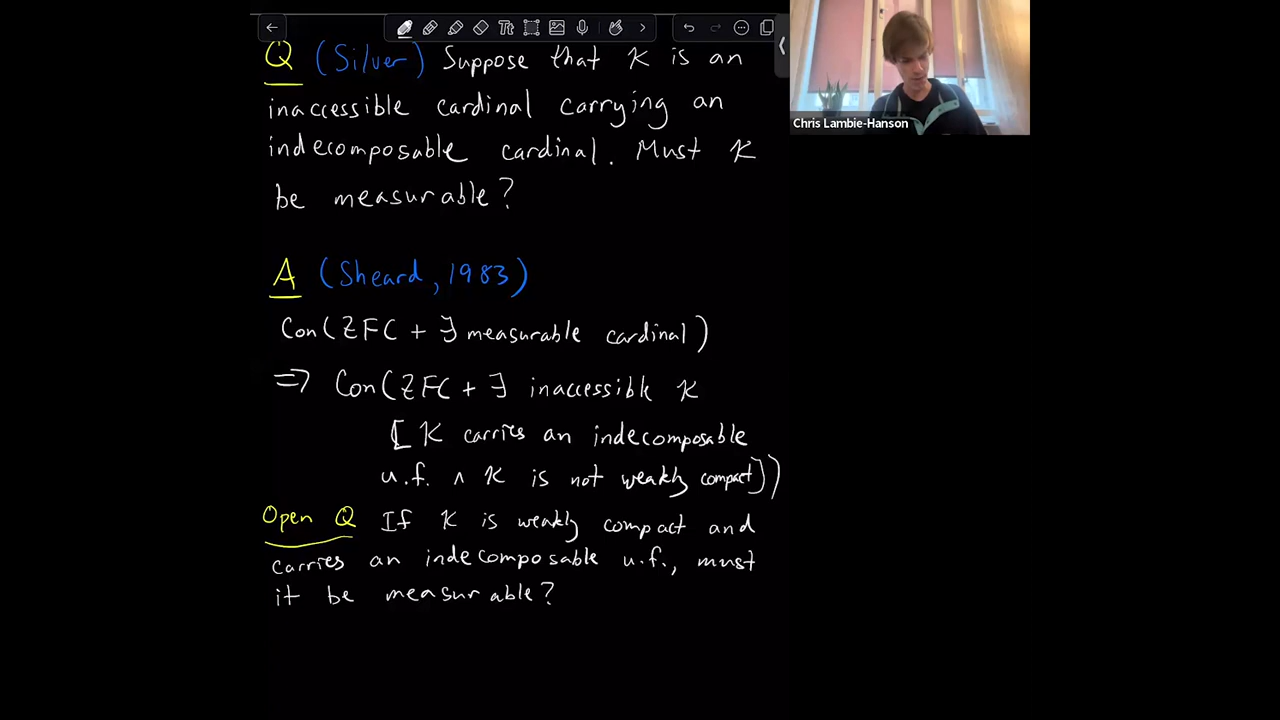 Q (Silver) Suppose that κ is an
inaccessible cardinal carrying an
indecomposable cardinal. Must κ
be measurable?
A (Sheard, 1983)
Con(ZFC + ∃ measurable cardinal)
⇒ Con(ZFC + ∃ inaccessible κ
[κ carries an indecomposable
u.f. ∧ κ is not weakly compact])
Open Q If κ is weakly compact and
carries an indecomposable u.f., must
it be measurable?
Chris Lambie-Hanson